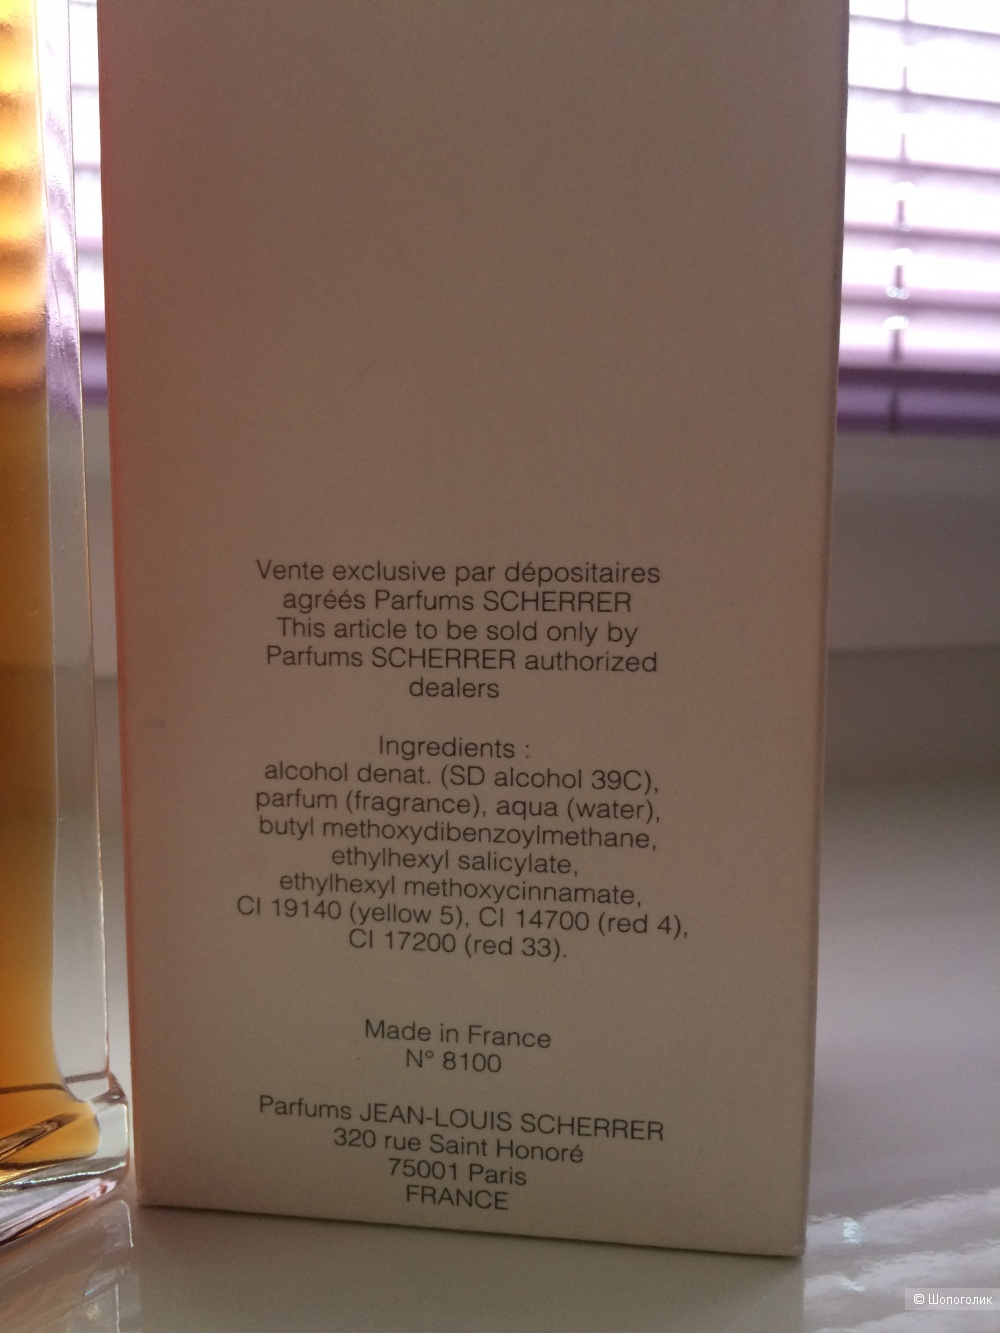 Vente exclusive par dépositaires
agréés Parfums SCHERRER
This article to be sold only by
Parfums SCHERRER authorized
dealers
Ingredients :
alcohol denat. (SD alcohol 39C),
parfum (fragrance), aqua (water),
butyl methoxydibenzoylmethane,
ethylhexyl salicylate,
ethylhexyl methoxycinnamate,
CI 19140 (yellow 5), CI 14700 (red 4),
CI 17200 (red 33).
Made in France
N° 8100
Parfums JEAN-LOUIS SCHERRER
320 rue Saint Honoré
75001 Paris
FRANCE
© Шопоголик